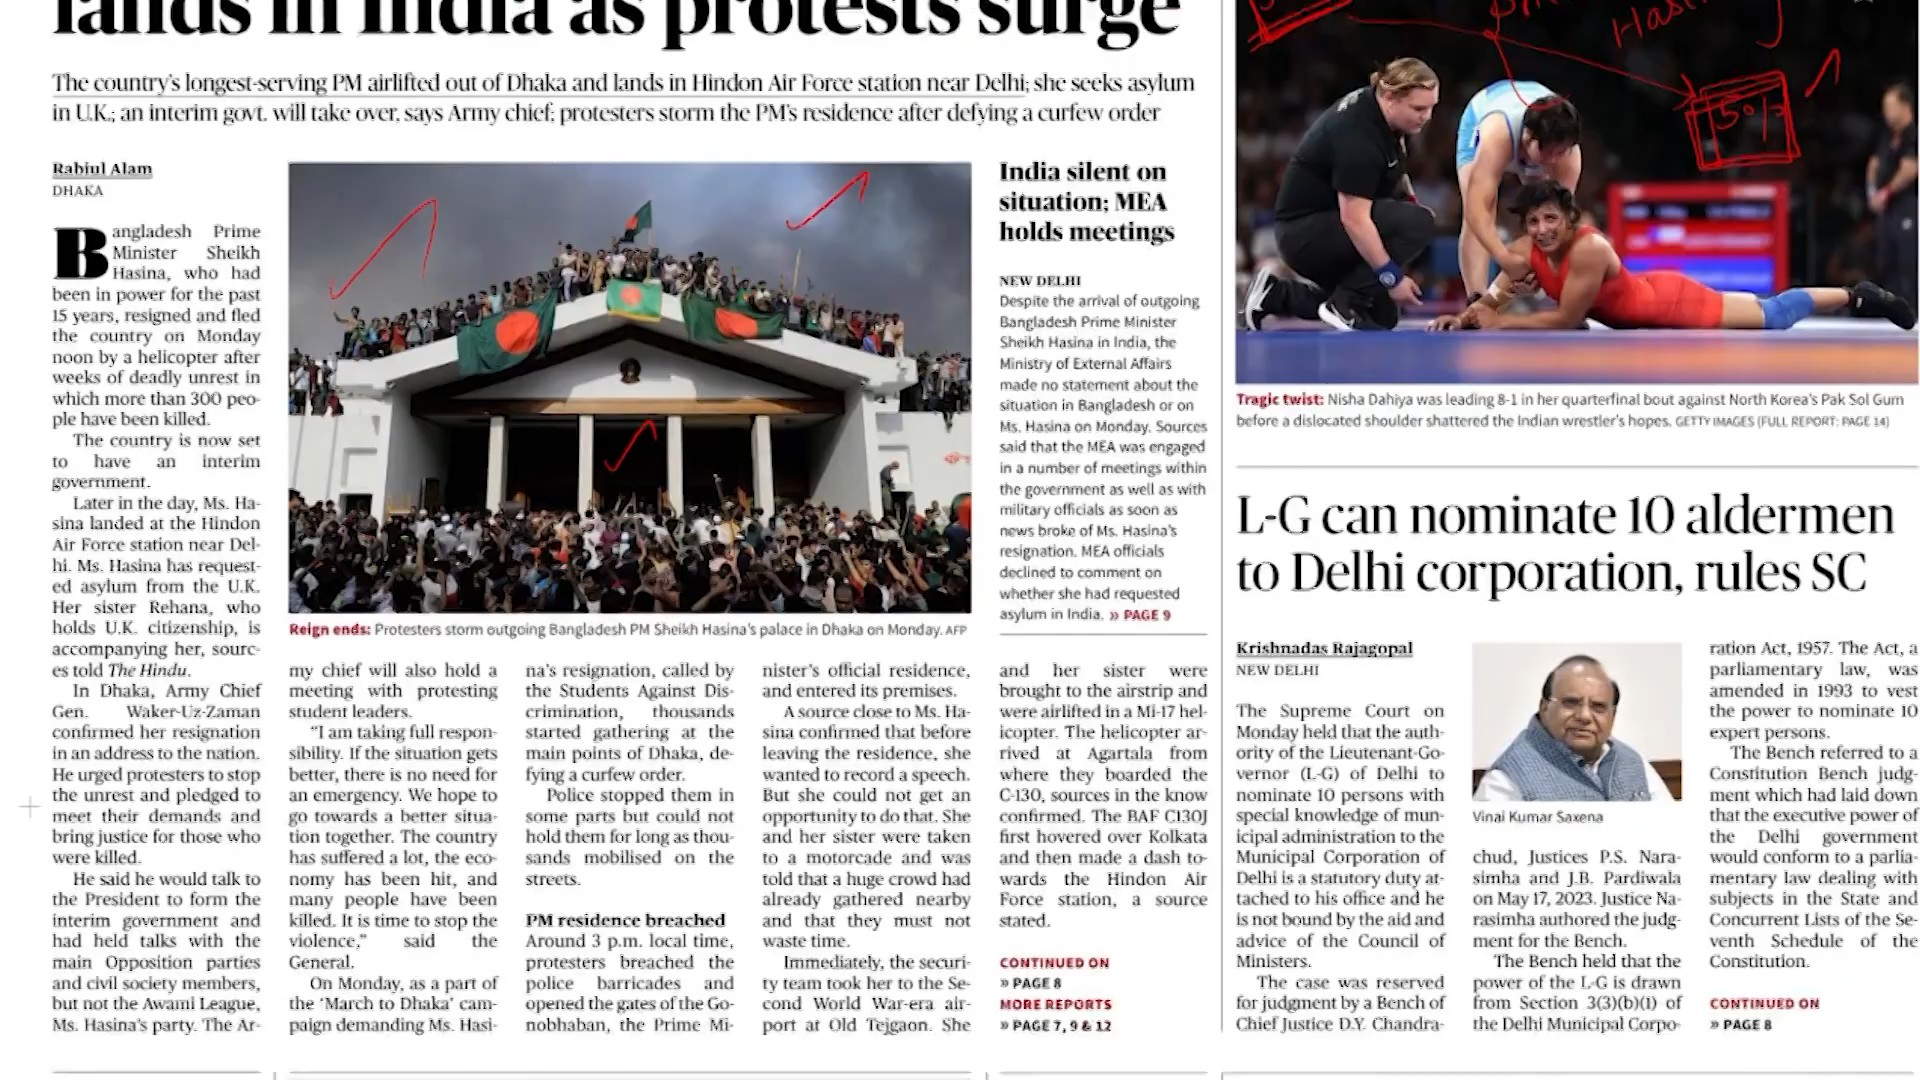 lands in India as protests surge
The country's longest-serving PM airlifted out of Dhaka and lands in Hindon Air Force station near Delhi; she seeks asylum
in U.K.; an interim govt. will take over, says Army chief; protesters storm the PM's residence after defying a curfew order
Rabiul Alam
DHAKA
Bangladesh Prime
Minister Sheikh
Hasina, who had
been in power for the past
15 years, resigned and fled
the country on Monday
noon by a helicopter after
weeks of deadly unrest in
which more than 300 peo-
ple have been killed.
The country is now set
to have an interim
government.
Later in the day, Ms. Ha-
sina landed at the Hindon
Air Force station near Del-
hi. Ms. Hasina has request-
ed asylum from the U.K.
Her sister Rehana, who
holds U.K. citizenship, is
accompanying her, sourc-
es told The Hindu.
In Dhaka, Army Chief
Gen. Waker-Uz-Zaman
confirmed her resignation
in an address to the nation.
He urged protesters to stop
the unrest and pledged to
meet their demands and
bring justice for those who
were killed.
He said he would talk to
the President to form the
interim government and
had held talks with the
main Opposition parties
and civil society members,
but not the Awami League,
Ms. Hasina's party. The Ar-
Reign ends: Protesters storm outgoing Bangladesh PM Sheikh Hasina's palace in Dhaka on Monday. AFP
my chief will also hold a
meeting with protesting
student leaders.
"I am taking full respon-
sibility. If the situation gets
better, there is no need for
an emergency. We hope to
go towards a better situa-
tion together. The country
has suffered a lot, the eco-
nomy has been hit, and
many people have been
killed. It is time to stop the
violence," said the
General.
On Monday, as a part of
the 'March to Dhaka' cam-
paign demanding Ms. Hasi-
na's resignation, called by
the Students Against Dis-
crimination, thousands
started gathering at the
main points of Dhaka, de-
fying a curfew order.
Police stopped them in
some parts but could not
hold them for long as thou-
sands mobilised on the
streets.
PM residence breached
Around 3 p.m. local time,
protesters breached the
police barricades and
opened the gates of the Go-
nobhaban, the Prime Mi-
nister's official residence,
and entered its premises.
A source close to Ms. Ha-
sina confirmed that before
leaving the residence, she
wanted to record a speech.
But she could not get an
opportunity to do that. She
and her sister were taken
to a motorcade and was
told that a huge crowd had
already gathered nearby
and that they must not
waste time.
Immediately, the securi-
ty team took her to the Se-
cond World War-era air-
port at Old Tejgaon. She
and her sister were
brought to the airstrip and
were airlifted in a Mi-17 hel-
icopter. The helicopter ar-
rived at Agartala from
where they boarded the
C-130, sources in the know
confirmed. The BAF C130J
first hovered over Kolkata
and then made a dash to-
wards the Hindon Air
Force station, a source
stated.
CONTINUED ON
» PAGE 8
MORE REPORTS
» PAGE 7, 9 & 12
India silent on
situation; MEA
holds meetings
NEW DELHI
Despite the arrival of outgoing
Bangladesh Prime Minister
Sheikh Hasina in India, the
Ministry of External Affairs
made no statement about the
situation in Bangladesh or on
Ms. Hasina on Monday. Sources
said that the MEA was engaged
in a number of meetings within
the government as well as with
military officials as soon as
news broke of Ms. Hasina's
resignation. MEA officials
declined to comment on
whether she had requested
asylum in India. » PAGE 9
50%
Tragic twist: Nisha Dahiya was leading 8-1 in her quarterfinal bout against North Korea's Pak Sol Gum
before a dislocated shoulder shattered the Indian wrestler's hopes. GETTY IMAGES (FULL REPORT: PAGE 14)
L-G can nominate 10 aldermen
to Delhi corporation, rules SC
Krishnadas Rajagopal
NEW DELHI
The Supreme Court on
Monday held that the auth-
ority of the Lieutenant-Go-
vernor (L-G) of Delhi to
nominate 10 persons with
special knowledge of mun-
icipal administration to the
Municipal Corporation of
Delhi is a statutory duty at-
tached to his office and he
is not bound by the aid and
advice of the Council of
Ministers.
The case was reserved
for judgment by a Bench of
Chief Justice D.Y. Chandra-
Vinai Kumar Saxena
chud, Justices P.S. Nara-
simha and J.B. Pardiwala
on May 17, 2023. Justice Na-
rasimha authored the judg-
ment for the Bench.
The Bench held that the
power of the L-G is drawn
from Section 3(3)(b)(1) of
the Delhi Municipal Corpo-
ration Act, 1957. The Act, a
parliamentary law, was
amended in 1993 to vest
the power to nominate 10
expert persons.
The Bench referred to a
Constitution Bench judg-
ment which had laid down
that the executive power of
the Delhi government
would conform to a parlia-
mentary law dealing with
subjects in the State and
Concurrent Lists of the Se-
venth Schedule of the
Constitution.
CONTINUED ON
» PAGE 8